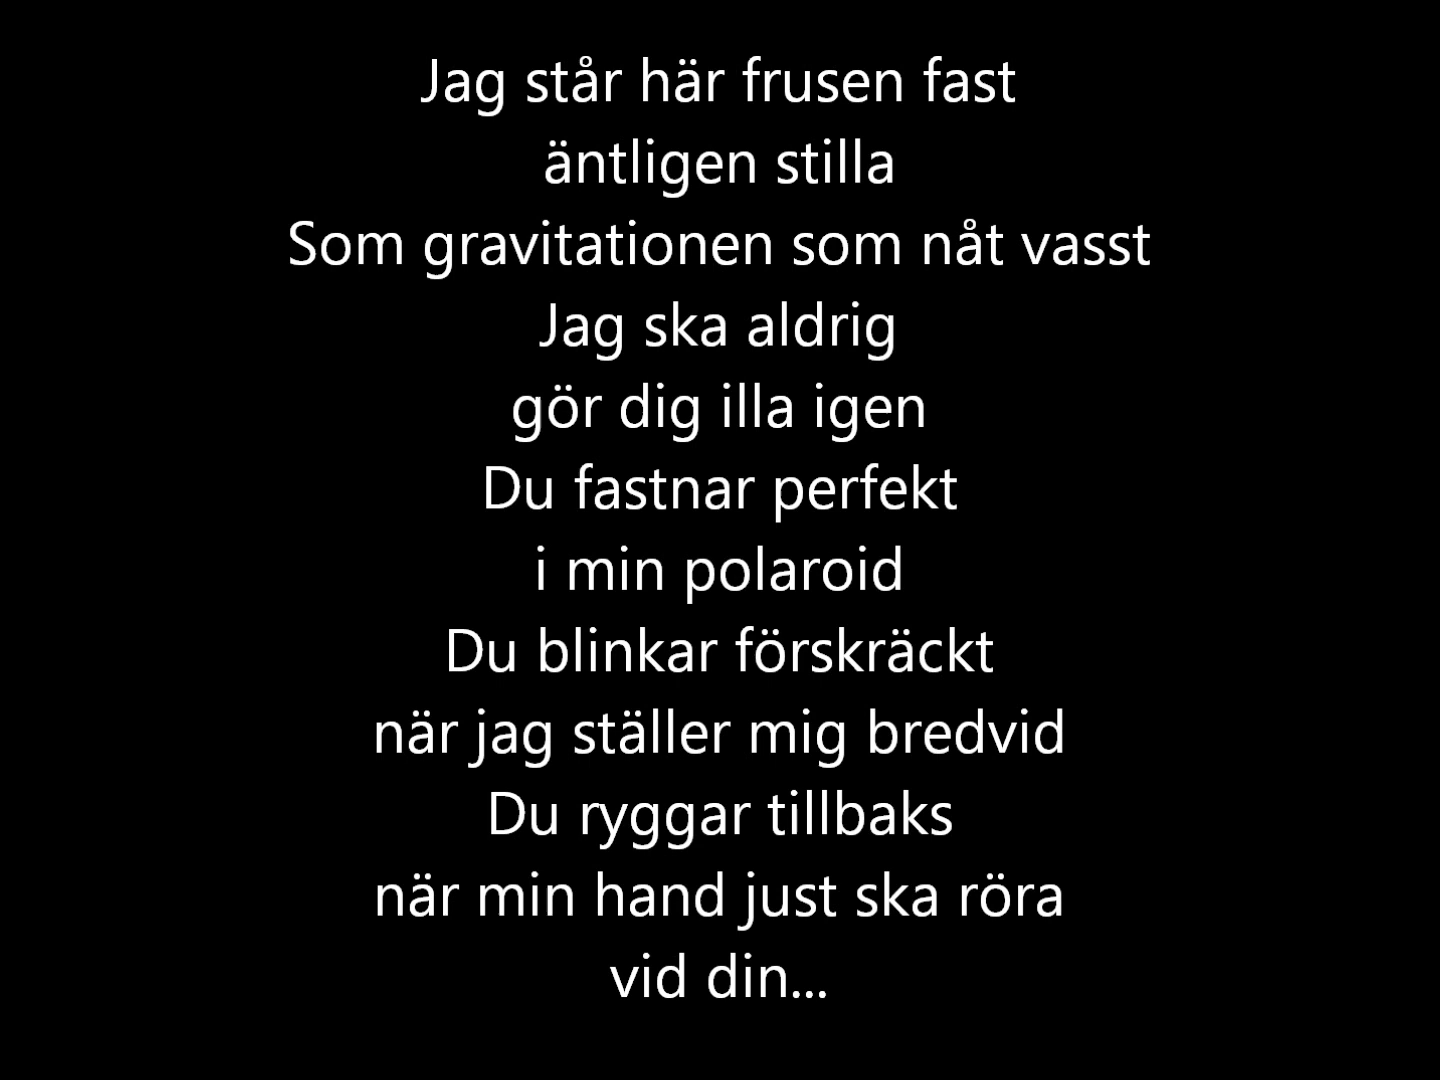 Jag står här frusen fast
äntligen stilla
Som gravitationen som nåt vasst
Jag ska aldrig
gör dig illa igen
Du fastnar perfekt
i min polaroid
Du blinkar förskräckt
när jag ställer mig bredvid
Du ryggar tillbaks
när min hand just ska röra
vid din...